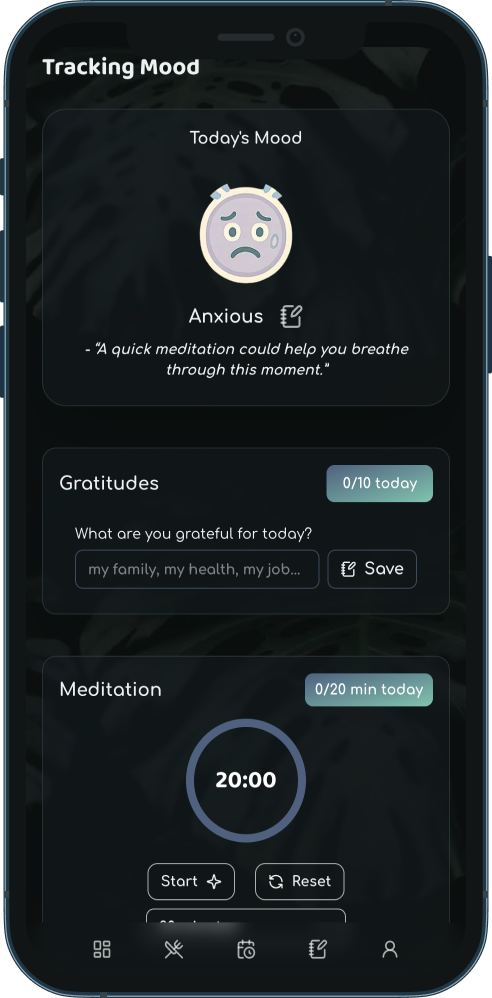 Tracking Mood
Today's Mood
Anxious
- "A quick meditation could help you breathe
through this moment."
Gratitudes
0/10 today
What are you grateful for today?
my family, my health, my job...
Save
Meditation
0/20 min today
20:00
Start
Reset